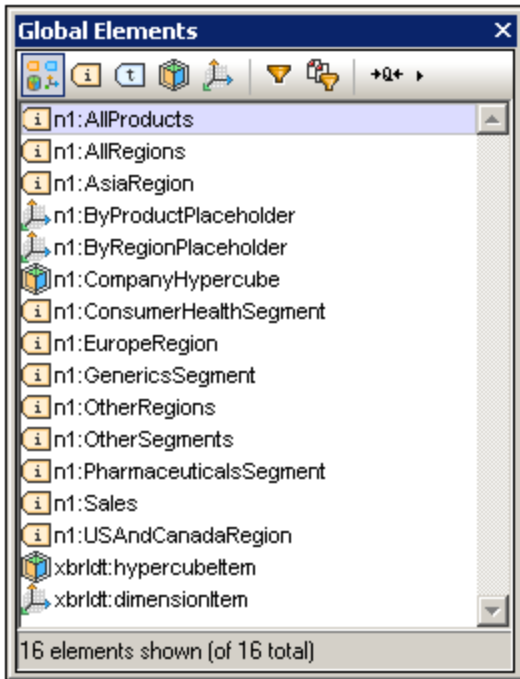 Global Elements
i t →Q←
i n1:AllProducts
i n1:AllRegions
i n1:AsiaRegion
n1:ByProductPlaceholder
n1:ByRegionPlaceholder
n1:CompanyHypercube
i n1:ConsumerHealthSegment
i n1:EuropeRegion
i n1:GenericsSegment
i n1:OtherRegions
i n1:OtherSegments
i n1:PharmaceuticalsSegment
i n1:Sales
i n1:USAndCanadaRegion
xbrldt:hypercubeItem
xbrldt:dimensionItem
16 elements shown (of 16 total)